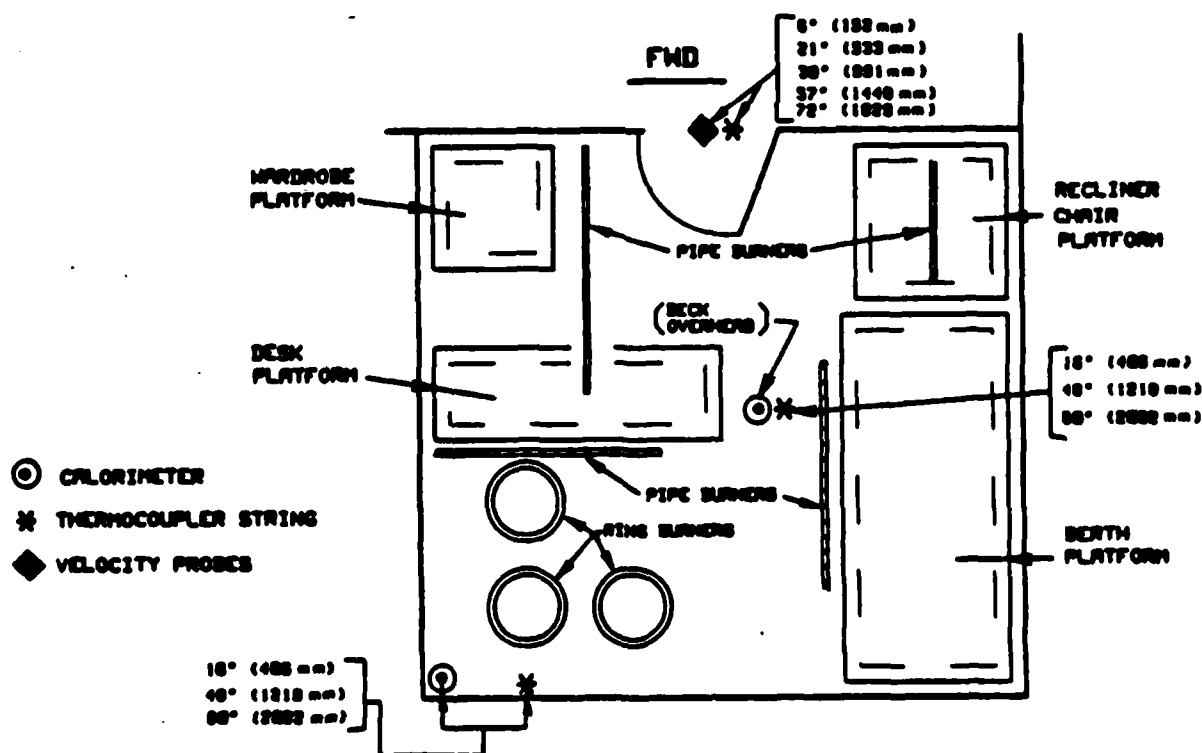 FWD
6" (152 mm)
21" (533 mm)
39" (991 mm)
57" (1448 mm)
72" (1829 mm)
WARDROBE
PLATFORM
RECLINER
CHAIR
PLATFORM
PIPE BURNERS
(DECK
DESK
PLATFORM
16" (406 mm)
48" (1219 mm)
80" (2032 mm)
CALORIMETER
THERMOCOUPLER STRING
VELOCITY PROBES
PIPE BURNERS
RING BURNERS
BERTH
PLATFORM
16" (406 mm)
48" (1219 mm)
80" (2032 mm)